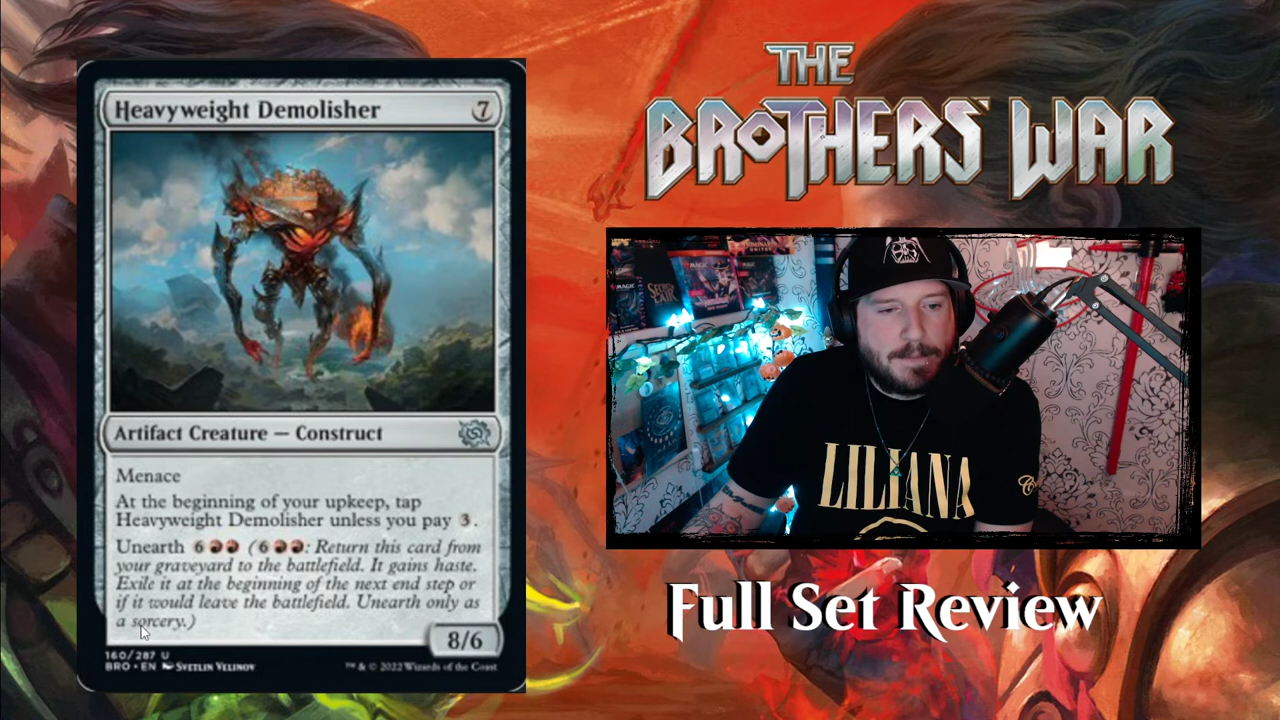 Heavyweight Demolisher 7
Artifact Creature — Construct
Menace
At the beginning of your upkeep, tap
Heavyweight Demolisher unless you pay 3.
Unearth 6 (6: Return this card from
your graveyard to the battlefield. It gains haste.
Exile it at the beginning of the next end step or
if it would leave the battlefield. Unearth only as
a sorcery.)
8/6
160/287 U
BRO • EN SVETLIN VELINOV
™ & © 2022 Wizards of the Coast
THE
BROTHERS' WAR
MAGIC
SECRET
LAIR
LILIANA
Full Set Review